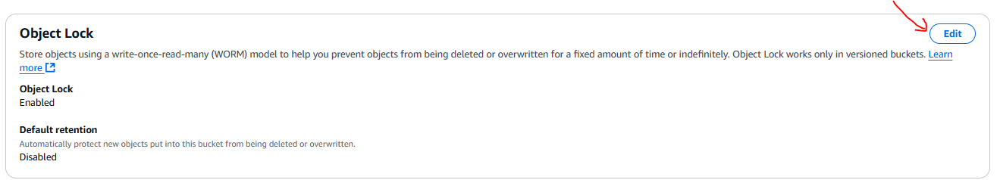 Object Lock
Edit
Store objects using a write-once-read-many (WORM) model to help you prevent objects from being deleted or overwritten for a fixed amount of time or indefinitely. Object Lock works only in versioned buckets. Learn
more
Object Lock
Enabled
Default retention
Automatically protect new objects put into this bucket from being deleted or overwritten.
Disabled